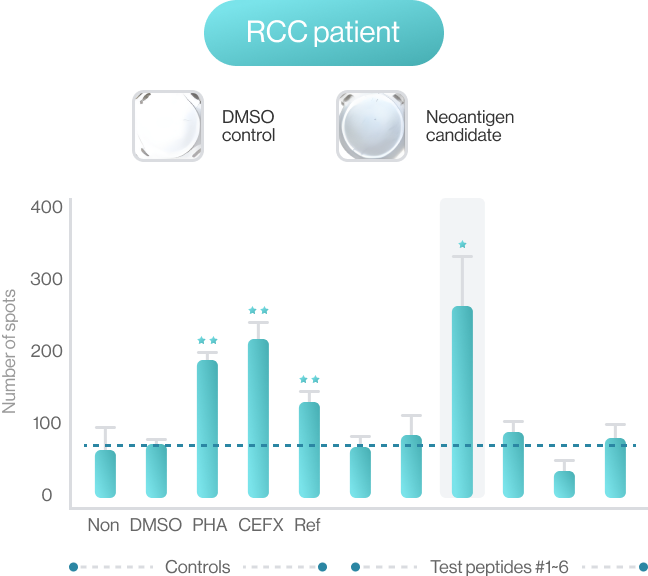 RCC patient
DMSO
control
Neoantigen
candidate
400
300
200
100
0
Number of spots
Non DMSO PHA CEFX Ref
Controls
Test peptides #1~6